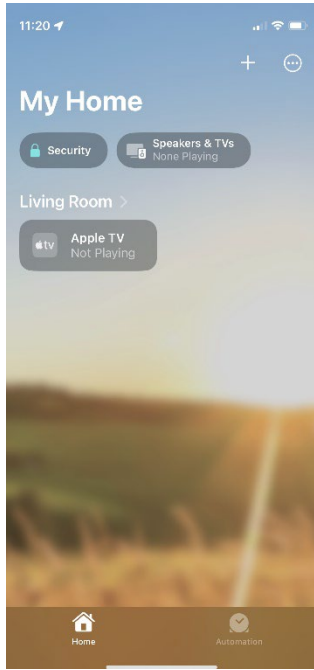 11:20
My Home
Security
Speakers & TVs
None Playing
Living Room >
tv
Apple TV
Not Playing
Home
Automation